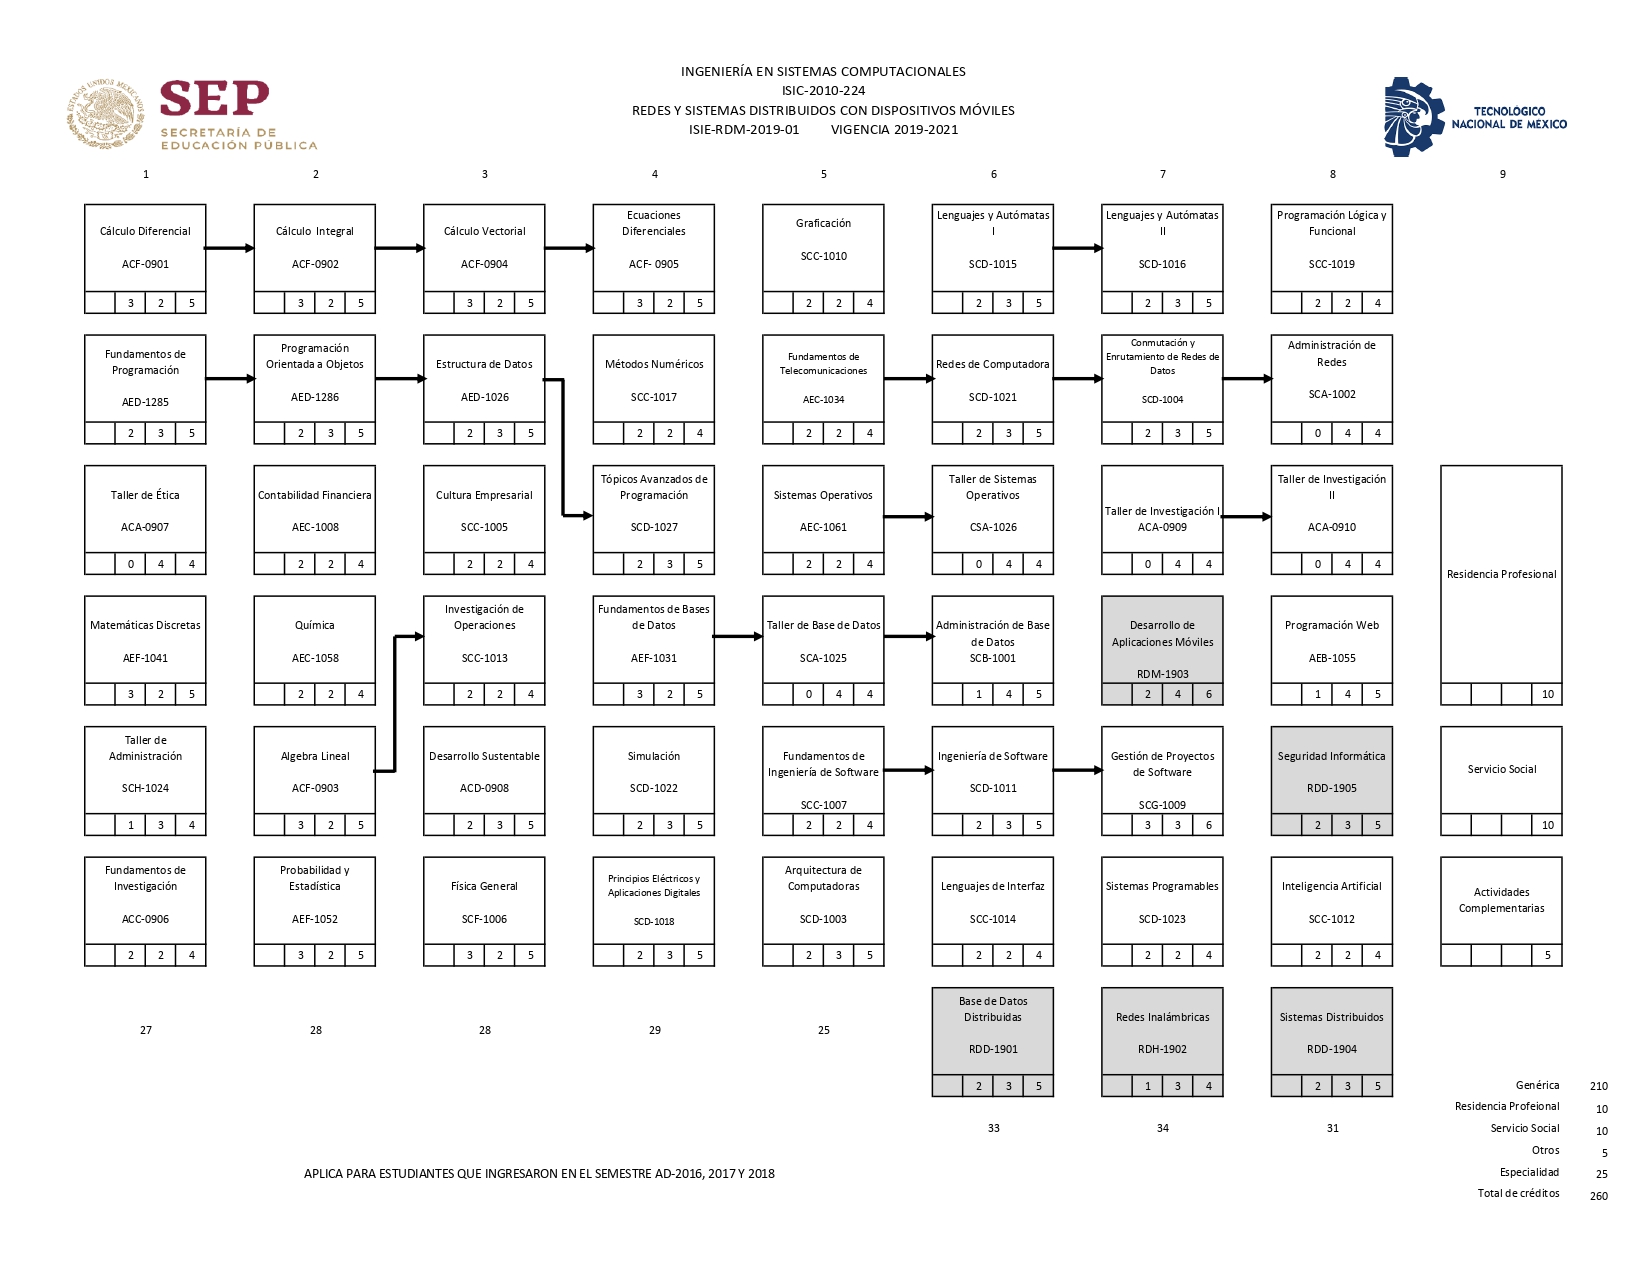 INGENIERÍA EN SISTEMAS COMPUTACIONALES
ISIC-2010-224
REDES Y SISTEMAS DISTRIBUIDOS CON DISPOSITIVOS MÓVILES
ISIE-RDM-2019-01 VIGENCIA 2019-2021
ESTADOS UNIDOS MEXICANOS
SEP
SECRETARÍA DE
EDUCACIÓN PÚBLICA
TECNOLÓGICO
NACIONAL DE MÉXICO
1 2 3 4 5 6 7 8 9
Cálculo Diferencial
ACF-0901
3 2 5
Cálculo Integral
ACF-0902
3 2 5
Cálculo Vectorial
ACF-0904
3 2 5
Ecuaciones
Diferenciales
ACF- 0905
3 2 5
Graficación
SCC-1010
2 2 4
Lenguajes y Autómatas
I
SCD-1015
2 3 5
Lenguajes y Autómatas
II
SCD-1016
2 3 5
Programación Lógica y
Funcional
SCC-1019
2 2 4
Fundamentos de
Programación
AED-1285
2 3 5
Programación
Orientada a Objetos
AED-1286
2 3 5
Estructura de Datos
AED-1026
2 3 5
Métodos Numéricos
SCC-1017
2 2 4
Fundamentos de
Telecomunicaciones
AEC-1034
2 2 4
Redes de Computadora
SCD-1021
2 3 5
Conmutación y
Enrutamiento de Redes de
Datos
SCD-1004
2 3 5
Administración de
Redes
SCA-1002
0 4 4
Taller de Ética
ACA-0907
0 4 4
Contabilidad Financiera
AEC-1008
2 2 4
Cultura Empresarial
SCC-1005
2 2 4
Tópicos Avanzados de
Programación
SCD-1027
2 3 5
Sistemas Operativos
AEC-1061
2 2 4
Taller de Sistemas
Operativos
CSA-1026
0 4 4
Taller de Investigación I
ACA-0909
0 4 4
Taller de Investigación
II
ACA-0910
0 4 4
Residencia Profesional
10
Matemáticas Discretas
AEF-1041
3 2 5
Química
AEC-1058
2 2 4
Investigación de
Operaciones
SCC-1013
2 2 4
Fundamentos de Bases
de Datos
AEF-1031
3 2 5
Taller de Base de Datos
SCA-1025
0 4 4
Administración de Base
de Datos
SCB-1001
1 4 5
Desarrollo de
Aplicaciones Móviles
RDM-1903
2 4 6
Programación Web
AEB-1055
1 4 5
Taller de
Administración
SCH-1024
1 3 4
Algebra Lineal
ACF-0903
3 2 5
Desarrollo Sustentable
ACD-0908
2 3 5
Simulación
SCD-1022
2 3 5
Fundamentos de
Ingeniería de Software
SCC-1007
2 2 4
Ingeniería de Software
SCD-1011
2 3 5
Gestión de Proyectos
de Software
SCG-1009
3 3 6
Seguridad Informática
RDD-1905
2 3 5
Servicio Social
10
Fundamentos de
Investigación
ACC-0906
2 2 4
Probabilidad y
Estadística
AEF-1052
3 2 5
Física General
SCF-1006
3 2 5
Principios Eléctricos y
Aplicaciones Digitales
SCD-1018
2 3 5
Arquitectura de
Computadoras
SCD-1003
2 3 5
Lenguajes de Interfaz
SCC-1014
2 2 4
Sistemas Programables
SCD-1023
2 2 4
Inteligencia Artificial
SCC-1012
2 2 4
Actividades
Complementarias
5
27 28 28 29 25
Base de Datos
Distribuidas
RDD-1901
2 3 5
Redes Inalámbricas
RDH-1902
1 3 4
Sistemas Distribuidos
RDD-1904
2 3 5
33 34 31
Genérica 210
Residencia Profeional 10
Servicio Social 10
Otros 5
Especialidad 25
Total de créditos 260
APLICA PARA ESTUDIANTES QUE INGRESARON EN EL SEMESTRE AD-2016, 2017 Y 2018